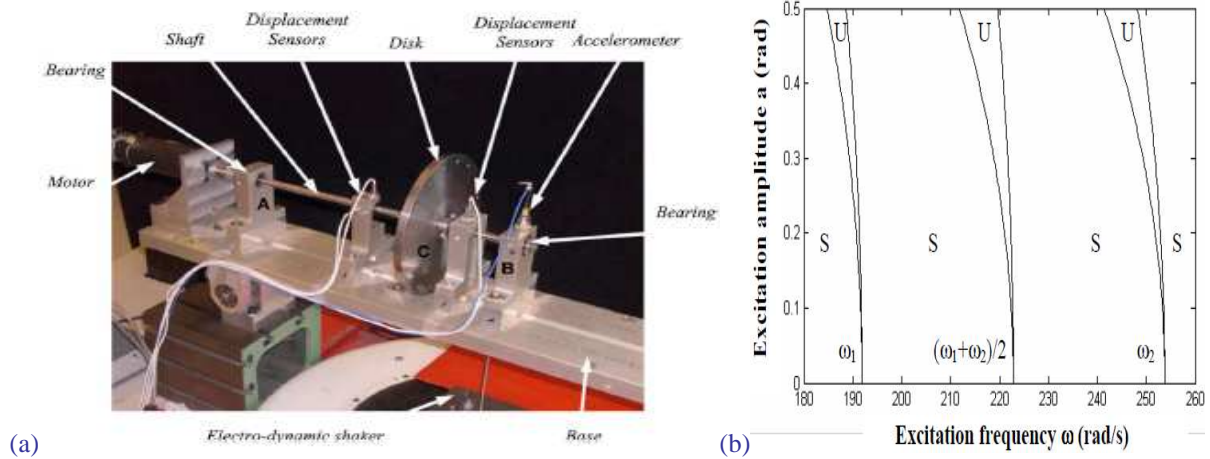 Displacement
Sensors
Displacement
Sensors
Shaft
Disk
Accelerometer
Bearing
Motor
A
C
B
Bearing
Electro-dynamic shaker
Base
(a)
Excitation amplitude a (rad)
0.5
0.4
0.3
0.2
0.1
0
U
U
U
S
S
S
S
ω₁
(ω₁+ω₂)/2
ω₂
180 190 200 210 220 230 240 250 260
Excitation frequency ω (rad/s)
(b)